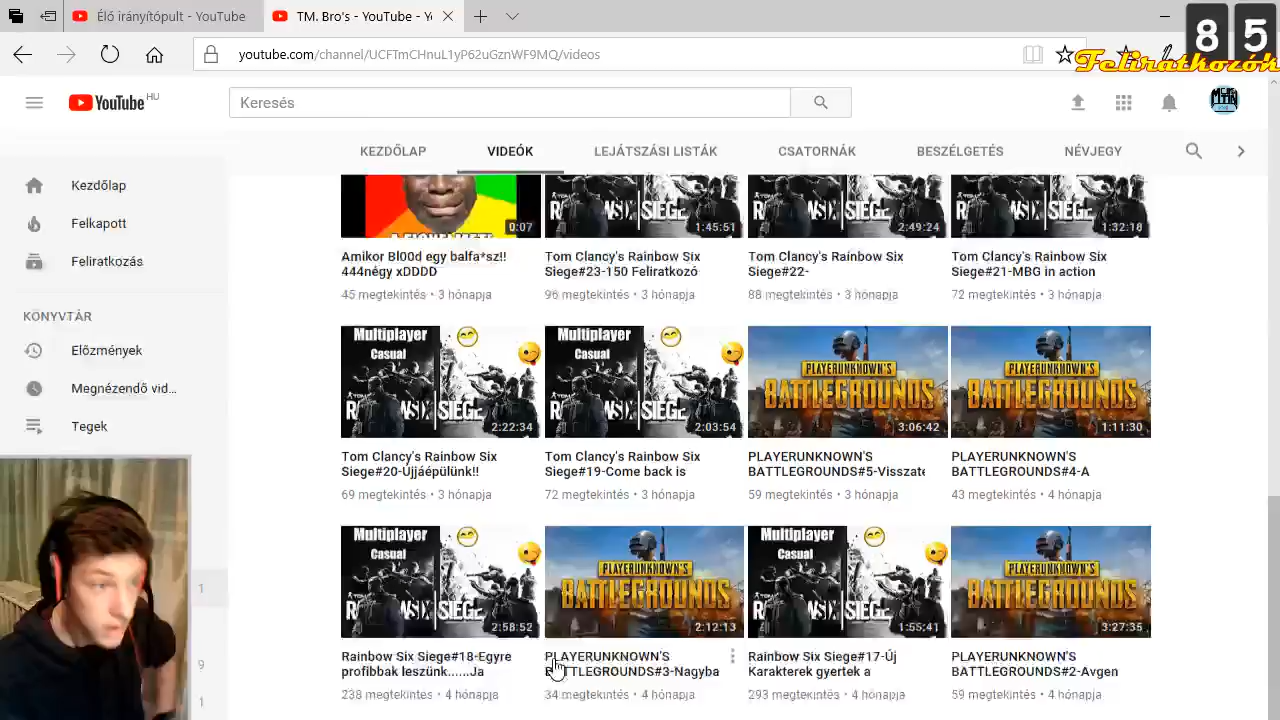 Élő irányítópult - YouTube
TM. Bro's - YouTube - Y
85
Feliratkozók
youtube.com/channel/UCFTmCHnuL1yP62uGznWF9MQ/videos
YouTube HU
Keresés
KEZDŐLAP VIDEÓK LEJÁTSZÁSI LISTÁK CSATORNÁK BESZÉLGETÉS NÉVJEGY
Kezdőlap
Felkapott
Feliratkozás
KÖNYVTÁR
Előzmények
Megnézendő vid...
Tegek
1
9
1
0:07 1:45:51 2:49:24 1:32:18
Amikor Bl00d egy balfa*sz!!
444négy xDDDD
45 megtekintés • 3 hónapja
Tom Clancy's Rainbow Six
Siege#23-150 Feliratkozó
96 megtekintés • 3 hónapja
Tom Clancy's Rainbow Six
Siege#22-
88 megtekintés • 3 hónapja
Tom Clancy's Rainbow Six
Siege#21-MBG in action
72 megtekintés • 3 hónapja
Multiplayer
Casual
2:22:34
Tom Clancy's Rainbow Six
Siege#20-Újjáépülünk!!
69 megtekintés • 3 hónapja
Multiplayer
Casual
2:03:54
Tom Clancy's Rainbow Six
Siege#19-Come back is
72 megtekintés • 3 hónapja
PLAYERUNKNOWN'S
BATTLEGROUNDS
3:06:42
PLAYERUNKNOWN'S
BATTLEGROUNDS#5-Visszaté
59 megtekintés • 3 hónapja
PLAYERUNKNOWN'S
BATTLEGROUNDS
1:11:30
PLAYERUNKNOWN'S
BATTLEGROUNDS#4-A
43 megtekintés • 4 hónapja
Multiplayer
Casual
2:58:52
Rainbow Six Siege#18-Egyre
profibbak leszünk......Ja
238 megtekintés • 4 hónapja
PLAYERUNKNOWN'S
BATTLEGROUNDS
2:12:13
PLAYERUNKNOWN'S
BATTLEGROUNDS#3-Nagyba
34 megtekintés • 4 hónapja
Multiplayer
Casual
1:55:41
Rainbow Six Siege#17-Új
Karakterek gyertek a
293 megtekintés • 4 hónapja
PLAYERUNKNOWN'S
BATTLEGROUNDS
3:27:35
PLAYERUNKNOWN'S
BATTLEGROUNDS#2-Avgen
59 megtekintés • 4 hónapja